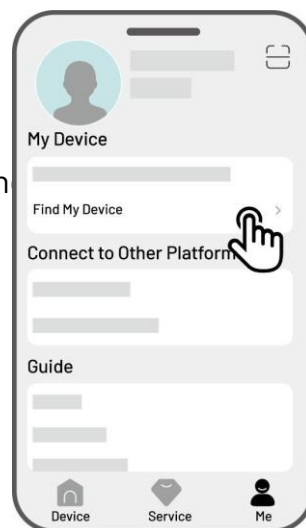 My Device
Find My Device
Connect to Other Platform
Guide
Device
Service
Me